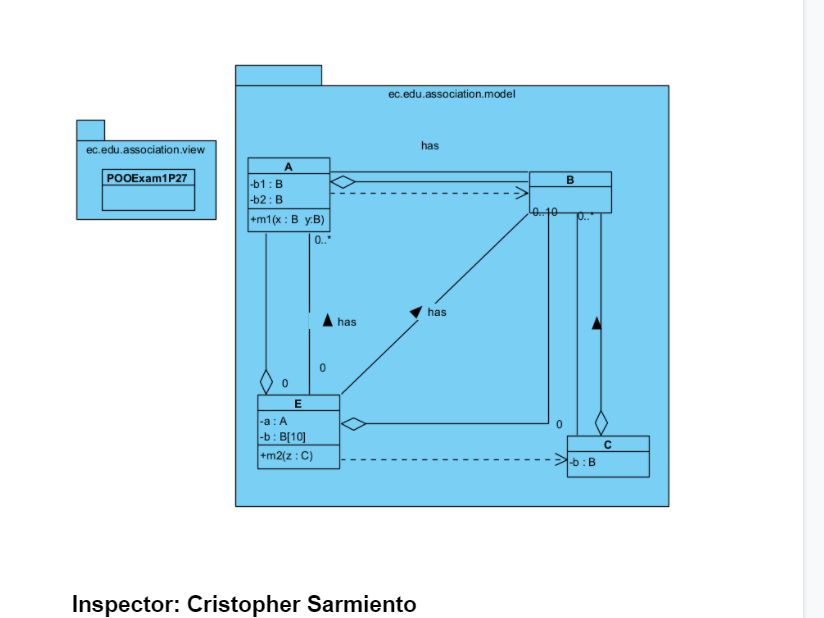 ec.edu.association.model
has
ec.edu.association.view
POOExam1P27
A
-b1 : B
-b2 : B
+m1(x : B y:B)
B
0..10
0..*
0..*
has
has
0
0
E
-a : A
-b : B[10]
+m2(z : C)
0
C
-b : B
Inspector: Cristopher Sarmiento